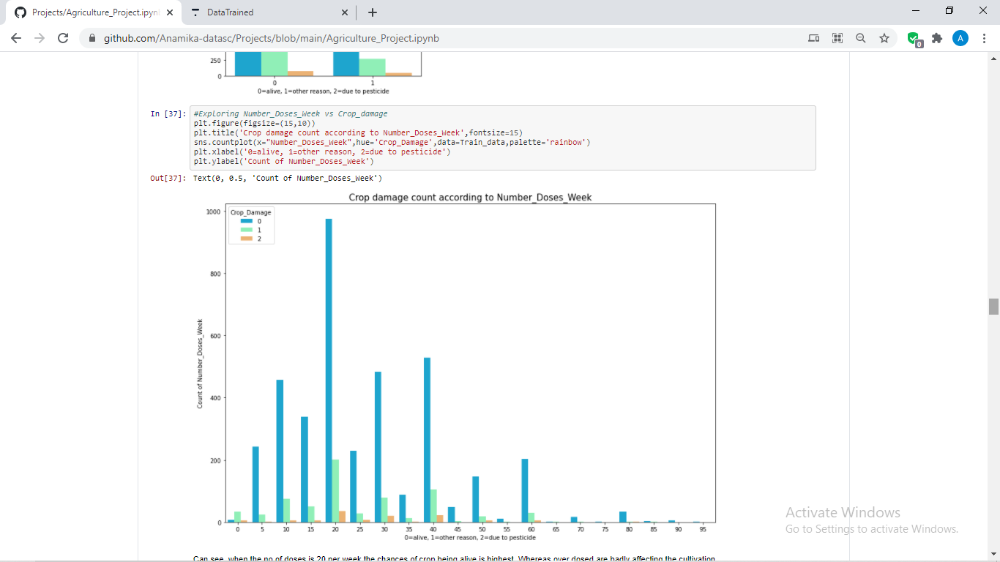 Projects/Agriculture_Project.ipyn
DataTrained
github.com/Anamika-datasc/Projects/blob/main/Agriculture_Project.ipynb
0
A
250
0
0 1
0=alive, 1=other reason, 2=due to pesticide
In [37]:
#Exploring Number_Doses_Week vs Crop_damage
plt.figure(figsize=(15,10))
plt.title('Crop damage count according to Number_Doses_Week',fontsize=15)
sns.countplot(x="Number_Doses_Week",hue='Crop_Damage',data=Train_data,palette='rainbow')
plt.xlabel('0=alive, 1=other reason, 2=due to pesticide')
plt.ylabel('Count of Number_Doses_Week')
Out[37]: Text(0, 0.5, 'Count of Number_Doses_Week')
Crop damage count according to Number_Doses_Week
Crop_Damage
0
1
2
1000
800
600
400
200
0
Count of Number_Doses_Week
0 5 10 15 20 25 30 35 40 45 50 55 60 65 70 75 80 85 90 95
0=alive, 1=other reason, 2=due to pesticide
Activate Windows
Go to Settings to activate Windows.
Can see, when the no of doses is 20 per week the chances of crop being alive is highest. Whereas over dosed are badly affecting the cultivation